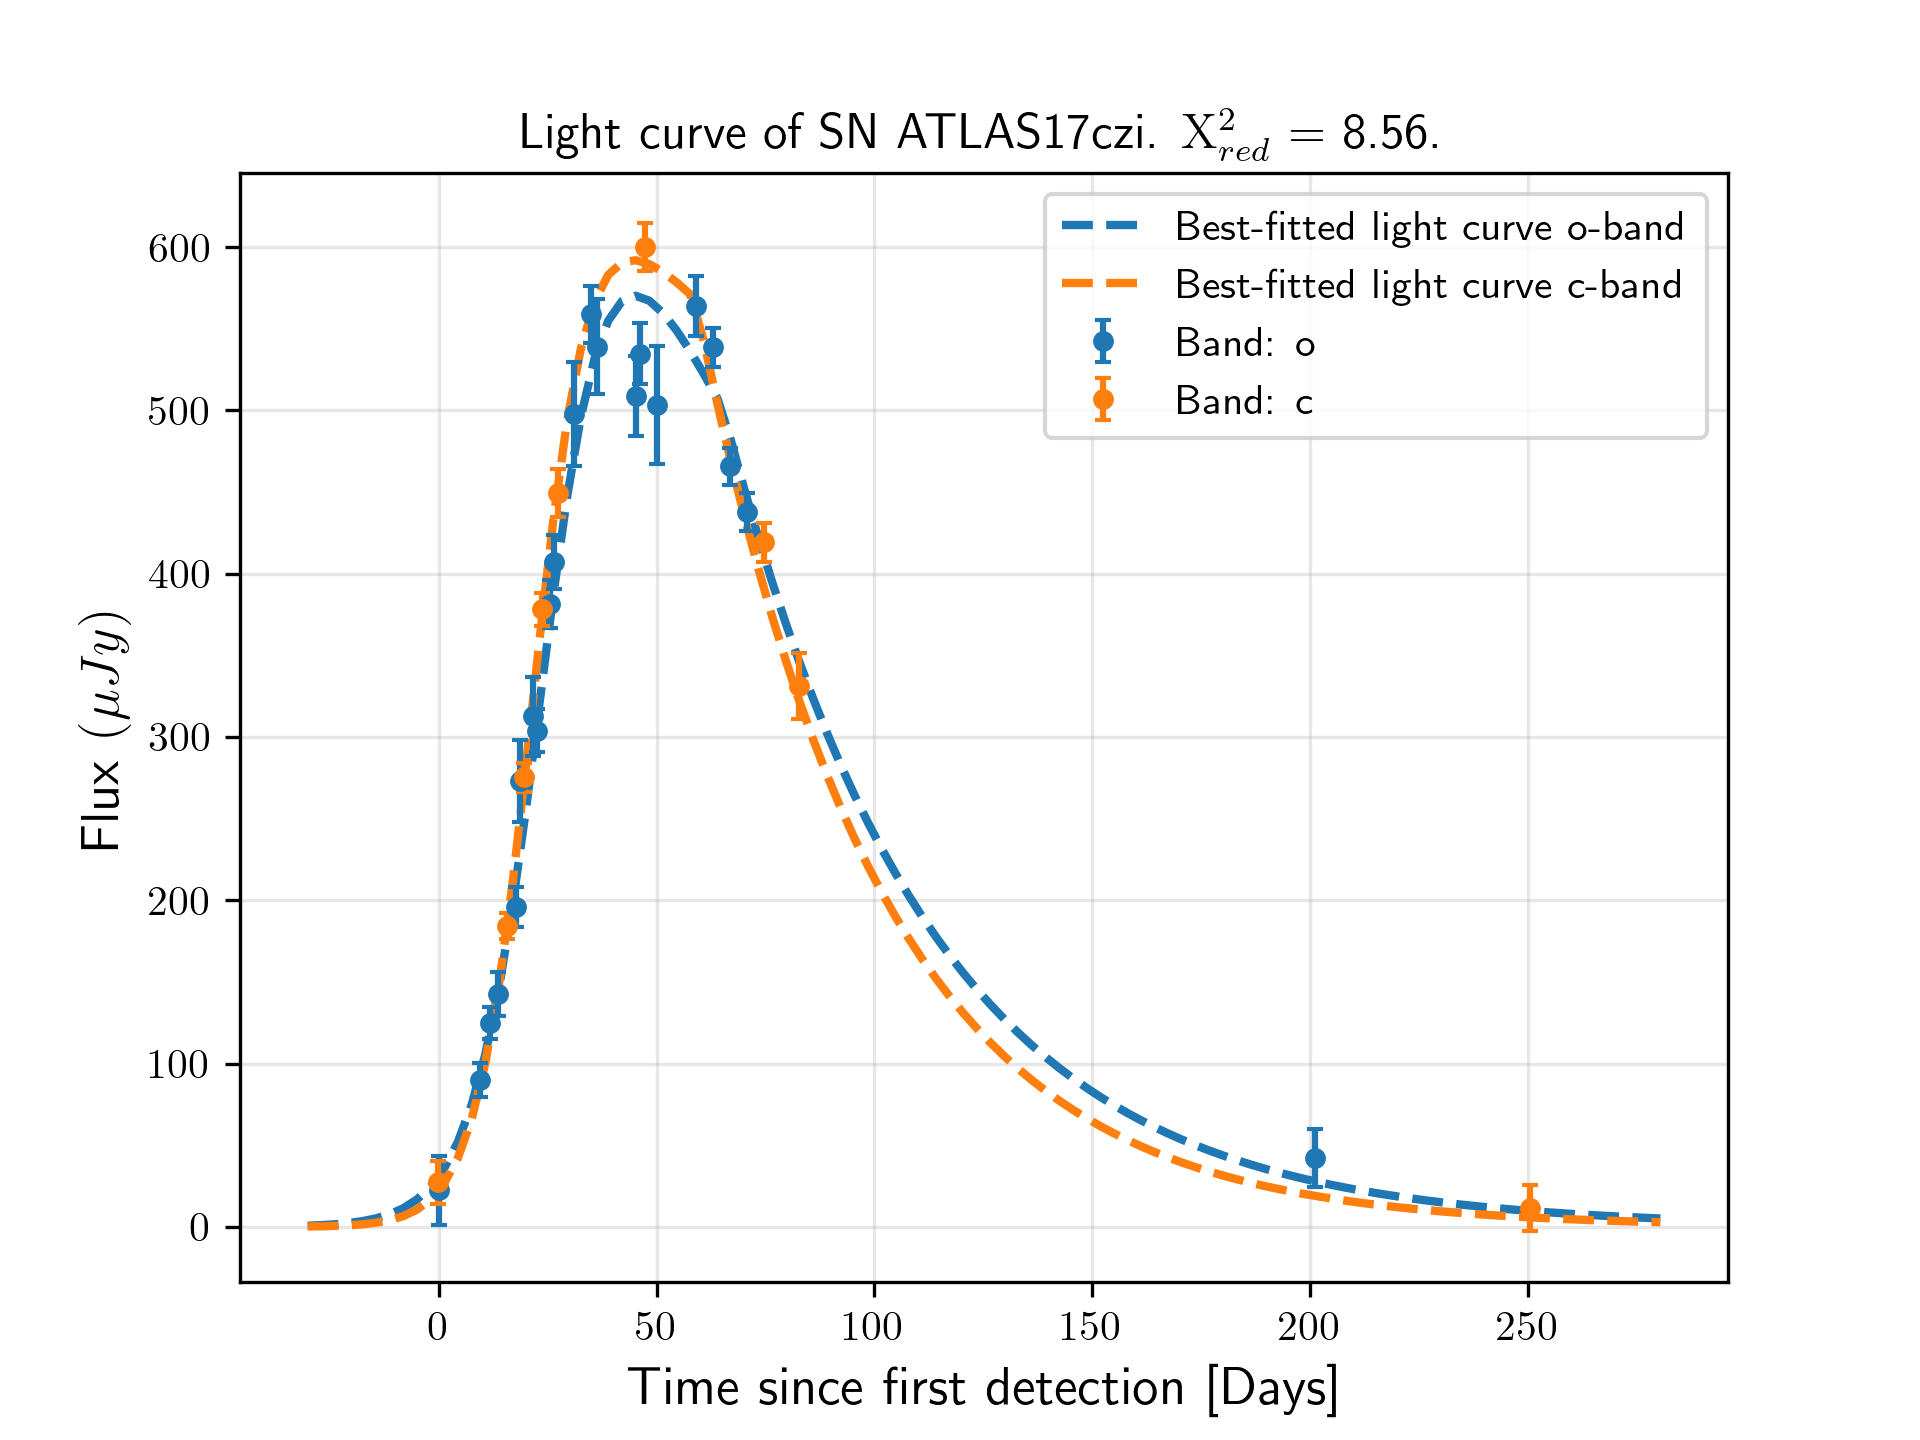 Light curve of SN ATLAS17czi. X²_red = 8.56.
Best-fitted light curve o-band
Best-fitted light curve c-band
Band: o
Band: c
Flux (μJy)
600
500
400
300
200
100
0
0 50 100 150 200 250
Time since first detection [Days]